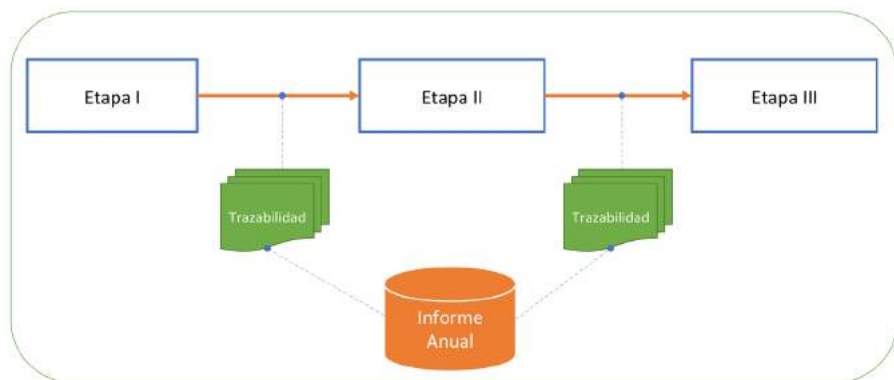 Etapa I
Etapa II
Etapa III
Trazabilidad
Trazabilidad
Informe
Anual